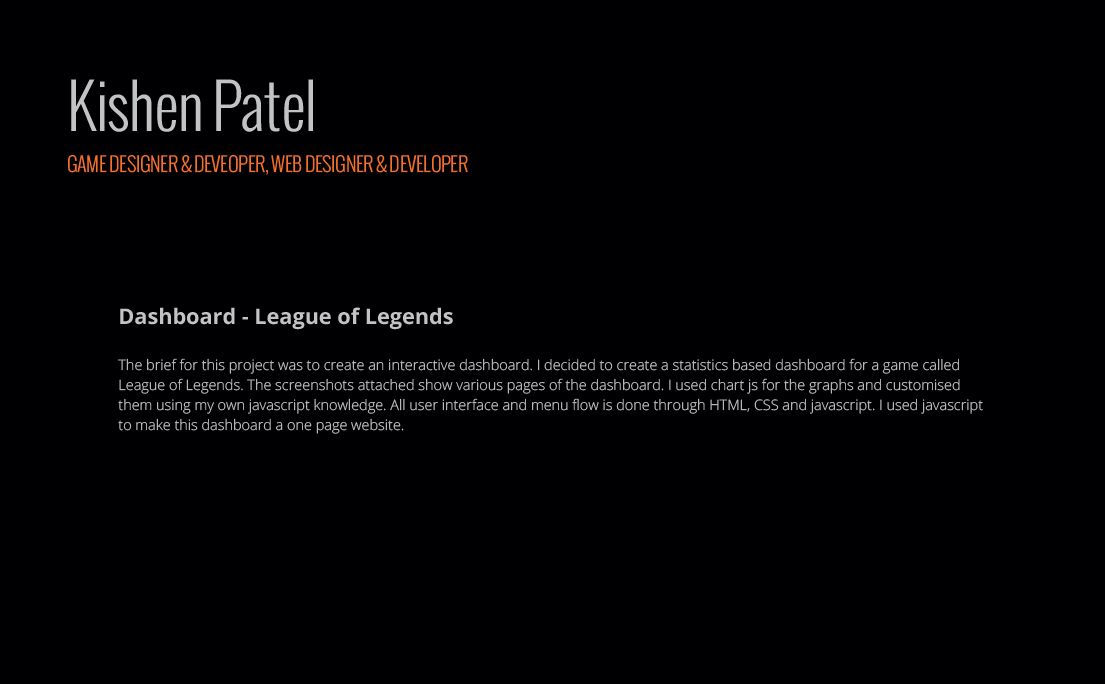 Kishen Patel
GAME DESIGNER & DEVEOPER, WEB DESIGNER & DEVELOPER
Dashboard - League of Legends
The brief for this project was to create an interactive dashboard. I decided to create a statistics based dashboard for a game called
League of Legends. The screenshots attached show various pages of the dashboard. I used chart js for the graphs and customised
them using my own javascript knowledge. All user interface and menu flow is done through HTML, CSS and javascript. I used javascript
to make this dashboard a one page website.